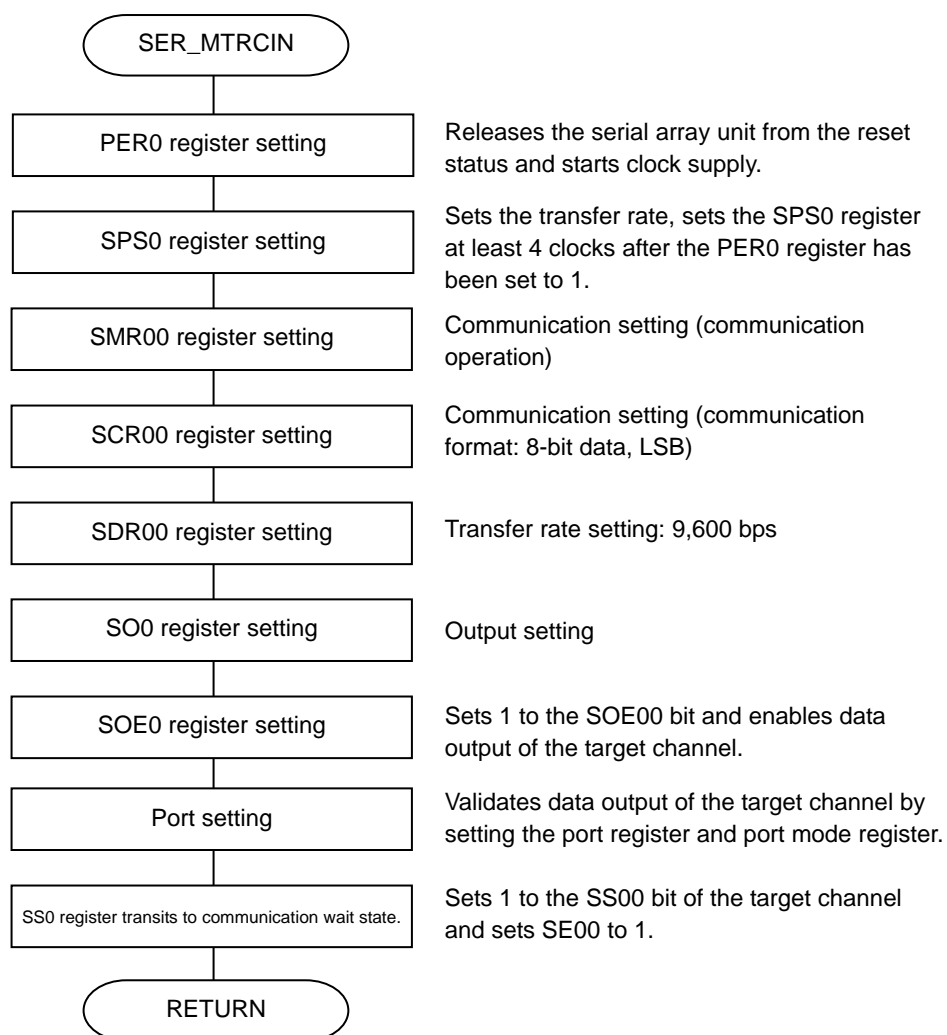 SER_MTRCIN
PER0 register setting
Releases the serial array unit from the reset
status and starts clock supply.
SPS0 register setting
Sets the transfer rate, sets the SPS0 register
at least 4 clocks after the PER0 register has
been set to 1.
SMR00 register setting
Communication setting (communication
operation)
SCR00 register setting
Communication setting (communication
format: 8-bit data, LSB)
SDR00 register setting
Transfer rate setting: 9,600 bps
SO0 register setting
Output setting
SOE0 register setting
Sets 1 to the SOE00 bit and enables data
output of the target channel.
Port setting
Validates data output of the target channel by
setting the port register and port mode register.
SS0 register transits to communication wait state.
Sets 1 to the SS00 bit of the target channel
and sets SE00 to 1.
RETURN